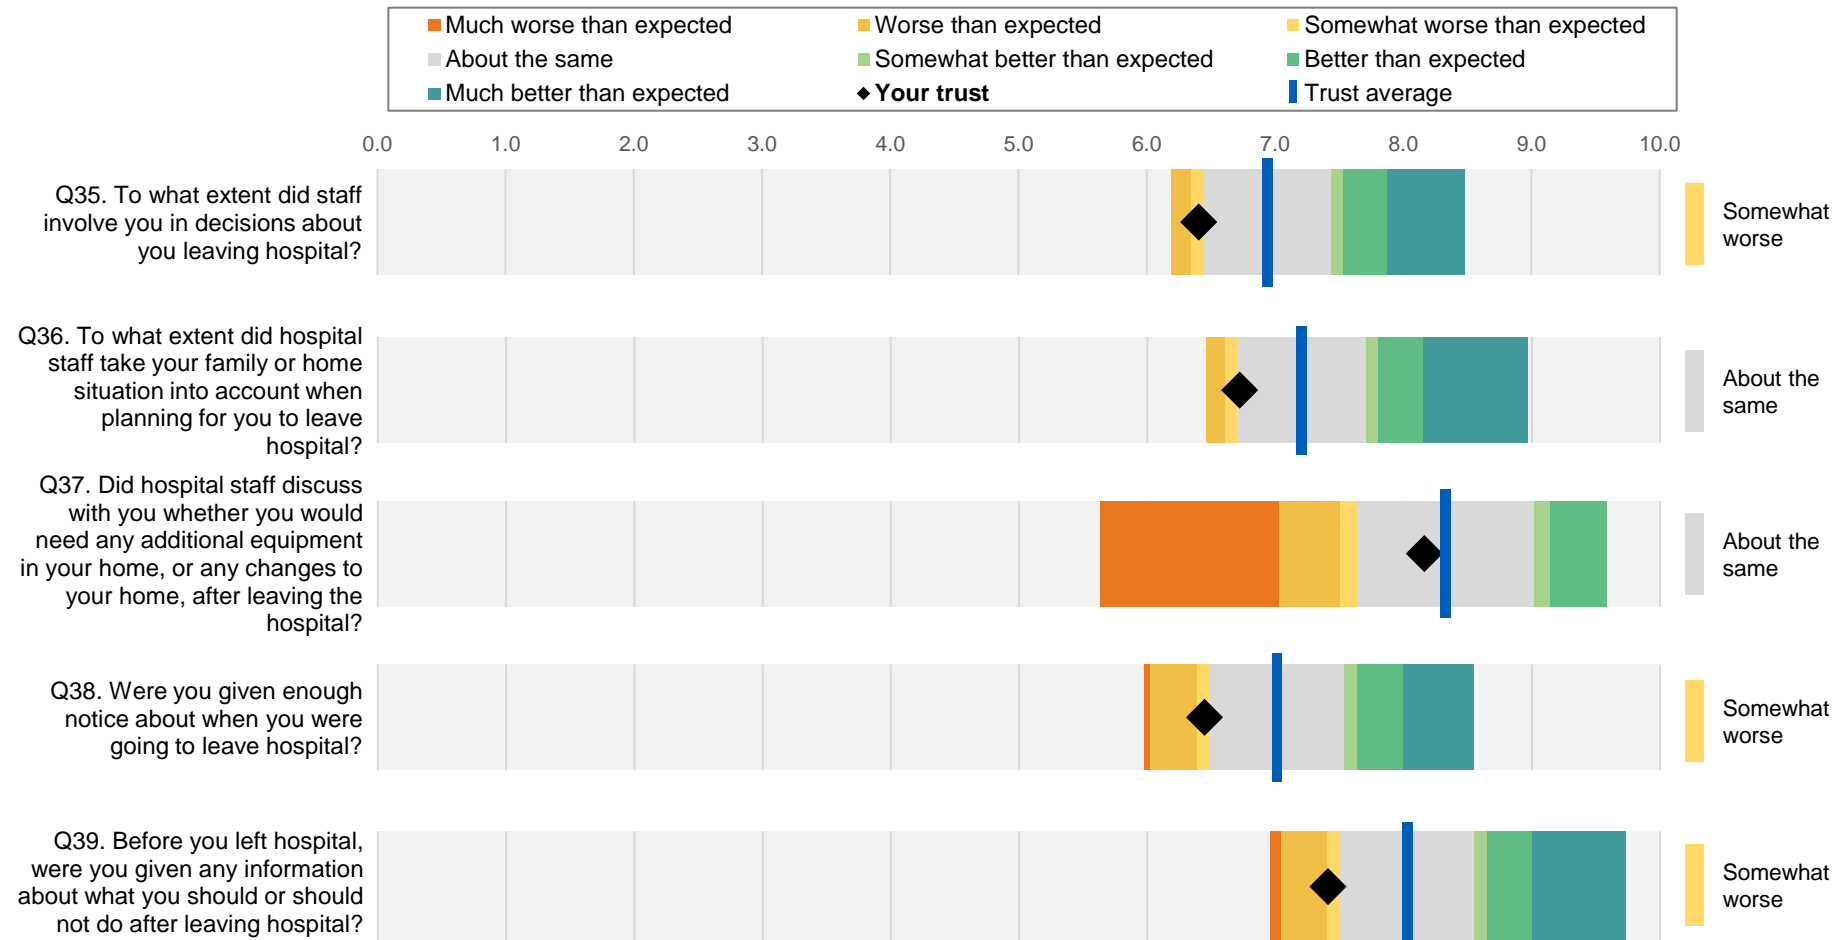 Much worse than expected
Worse than expected
Somewhat worse than expected
About the same
Somewhat better than expected
Better than expected
Much better than expected
Your trust
Trust average
0.0 1.0 2.0 3.0 4.0 5.0 6.0 7.0 8.0 9.0 10.0
Q35. To what extent did staff
involve you in decisions about
you leaving hospital?
Somewhat
worse
Q36. To what extent did hospital
staff take your family or home
situation into account when
planning for you to leave
hospital?
About the
same
Q37. Did hospital staff discuss
with you whether you would
need any additional equipment
in your home, or any changes to
your home, after leaving the
hospital?
About the
same
Q38. Were you given enough
notice about when you were
going to leave hospital?
Somewhat
worse
Q39. Before you left hospital,
were you given any information
about what you should or should
not do after leaving hospital?
Somewhat
worse